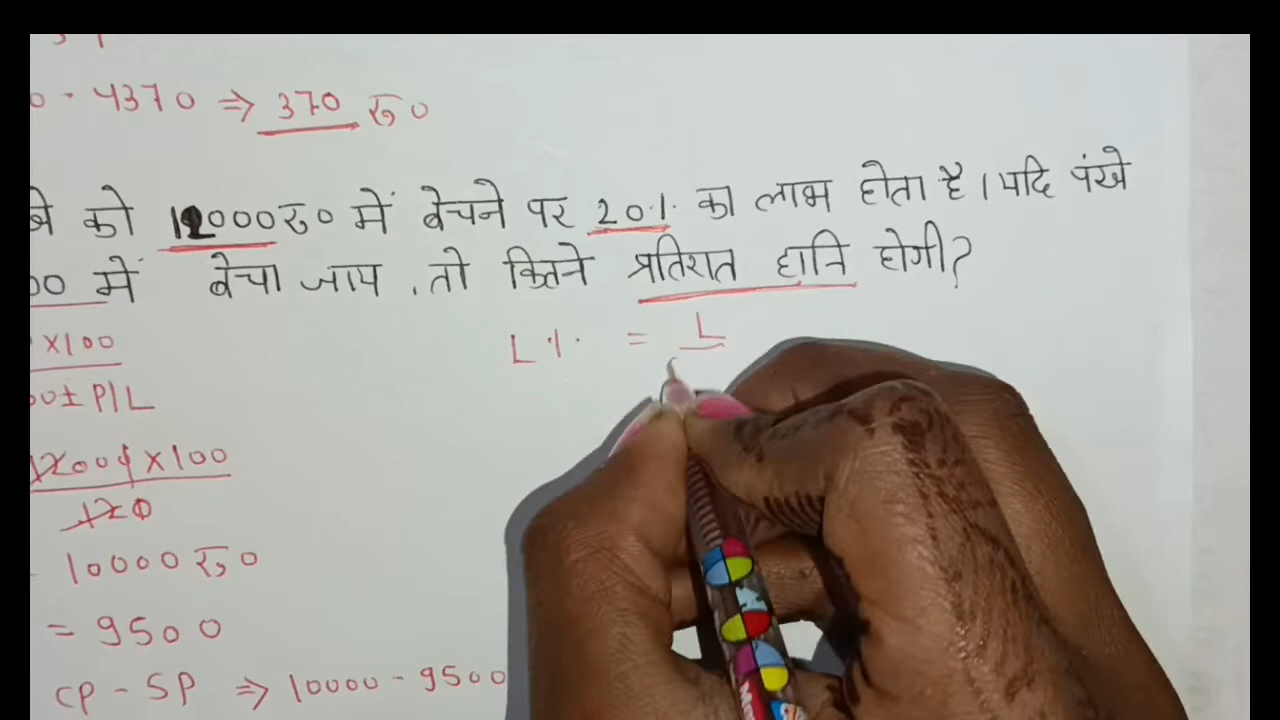 0 - 4370 ⇒ 370 रु०
को 12000रु० में बेचने पर 20% का लाभ होता है। यदि पंखे
00 में बेचा जाय, तो कितने प्रतिशत हानि होगी?
×100
00± P/L
L% = L
12000 ×100
120
10000 रु०
= 9500
CP - SP ⇒ 10000 - 9500